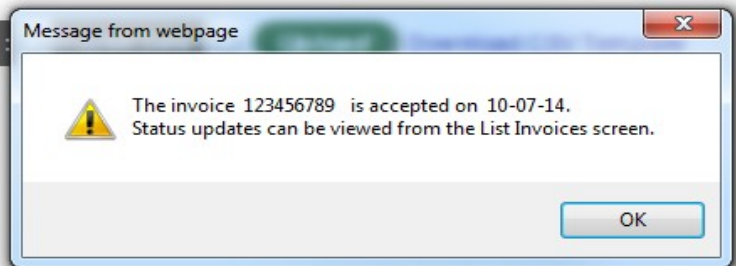 Message from webpage
The invoice 123456789 is accepted on 10-07-14.
Status updates can be viewed from the List Invoices screen.
OK